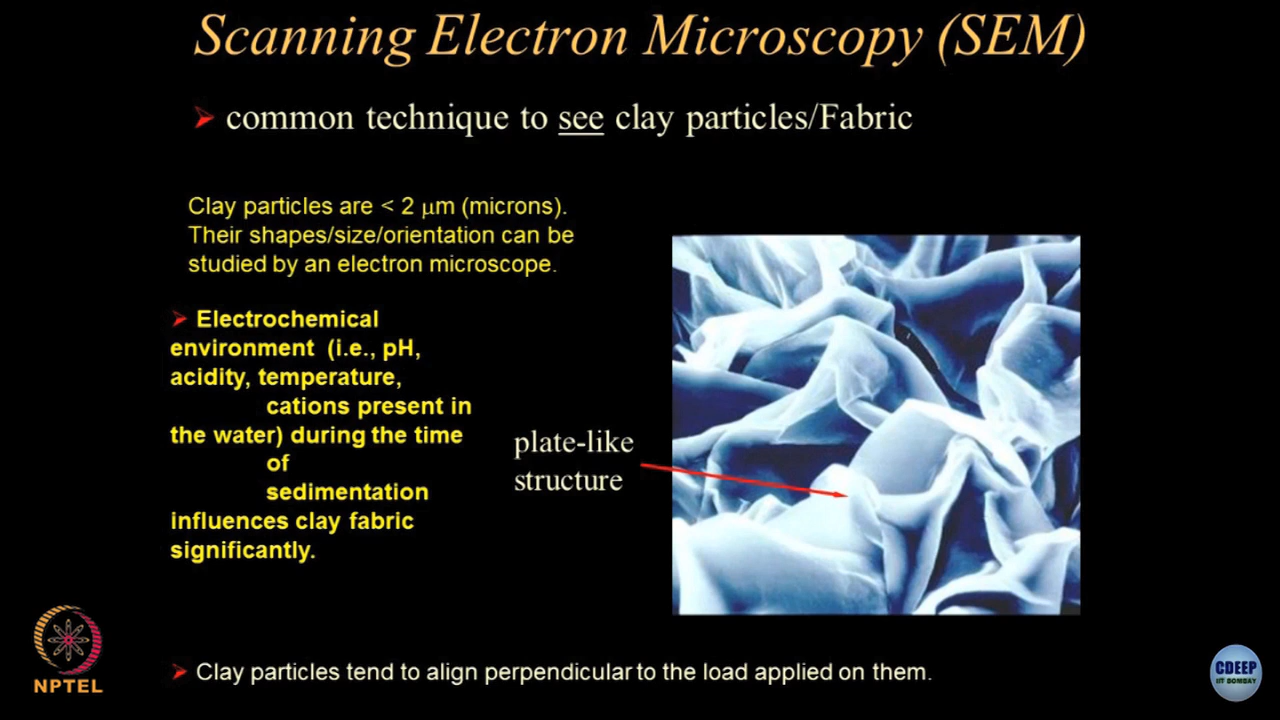 Scanning Electron Microscopy (SEM)
➢ common technique to see clay particles/Fabric
Clay particles are < 2 μm (microns).
Their shapes/size/orientation can be
studied by an electron microscope.
➢ Electrochemical
environment (i.e., pH,
acidity, temperature,
cations present in
the water) during the time
of
sedimentation
influences clay fabric
significantly.
plate-like
structure
➢ Clay particles tend to align perpendicular to the load applied on them.
NPTEL
CDEEP
IIT BOMBAY